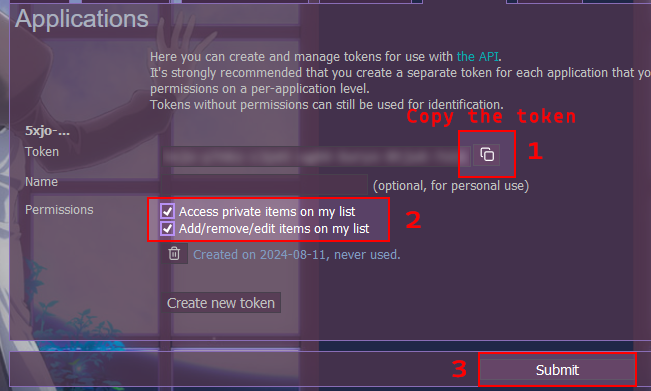 Applications
Here you can create and manage tokens for use with the API.
It's strongly recommended that you create a separate token for each application that yo
permissions on a per-application level.
Tokens without permissions can still be used for identification.
Copy the token
5xjo-...
Token
1
Name
(optional, for personal use)
Permissions
Access private items on my list
Add/remove/edit items on my list
2
Created on 2024-08-11, never used.
Create new token
3
Submit